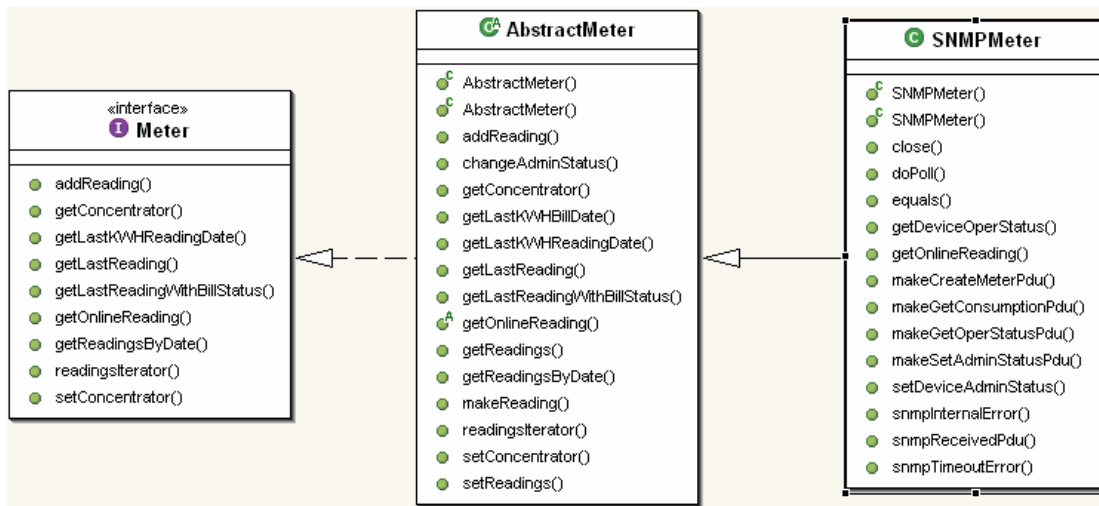 «interface»
I Meter
addReading()
getConcentrator()
getLastKWHReadingDate()
getLastReading()
getLastReadingWithBillStatus()
getOnlineReading()
getReadingsByDate()
readingsIterator()
setConcentrator()
C A AbstractMeter
C AbstractMeter()
C AbstractMeter()
addReading()
changeAdminStatus()
getConcentrator()
getLastKWHBillDate()
getLastKWHReadingDate()
getLastReading()
getLastReadingWithBillStatus()
A getOnlineReading()
getReadings()
getReadingsByDate()
makeReading()
readingsIterator()
setConcentrator()
setReadings()
C SNMPMeter
C SNMPMeter()
C SNMPMeter()
close()
doPoll()
equals()
getDeviceOperStatus()
getOnlineReading()
makeCreateMeterPdu()
makeGetConsumptionPdu()
makeGetOperStatusPdu()
makeSetAdminStatusPdu()
setDeviceAdminStatus()
snmpInternalError()
snmpReceivedPdu()
snmpTimeoutError()